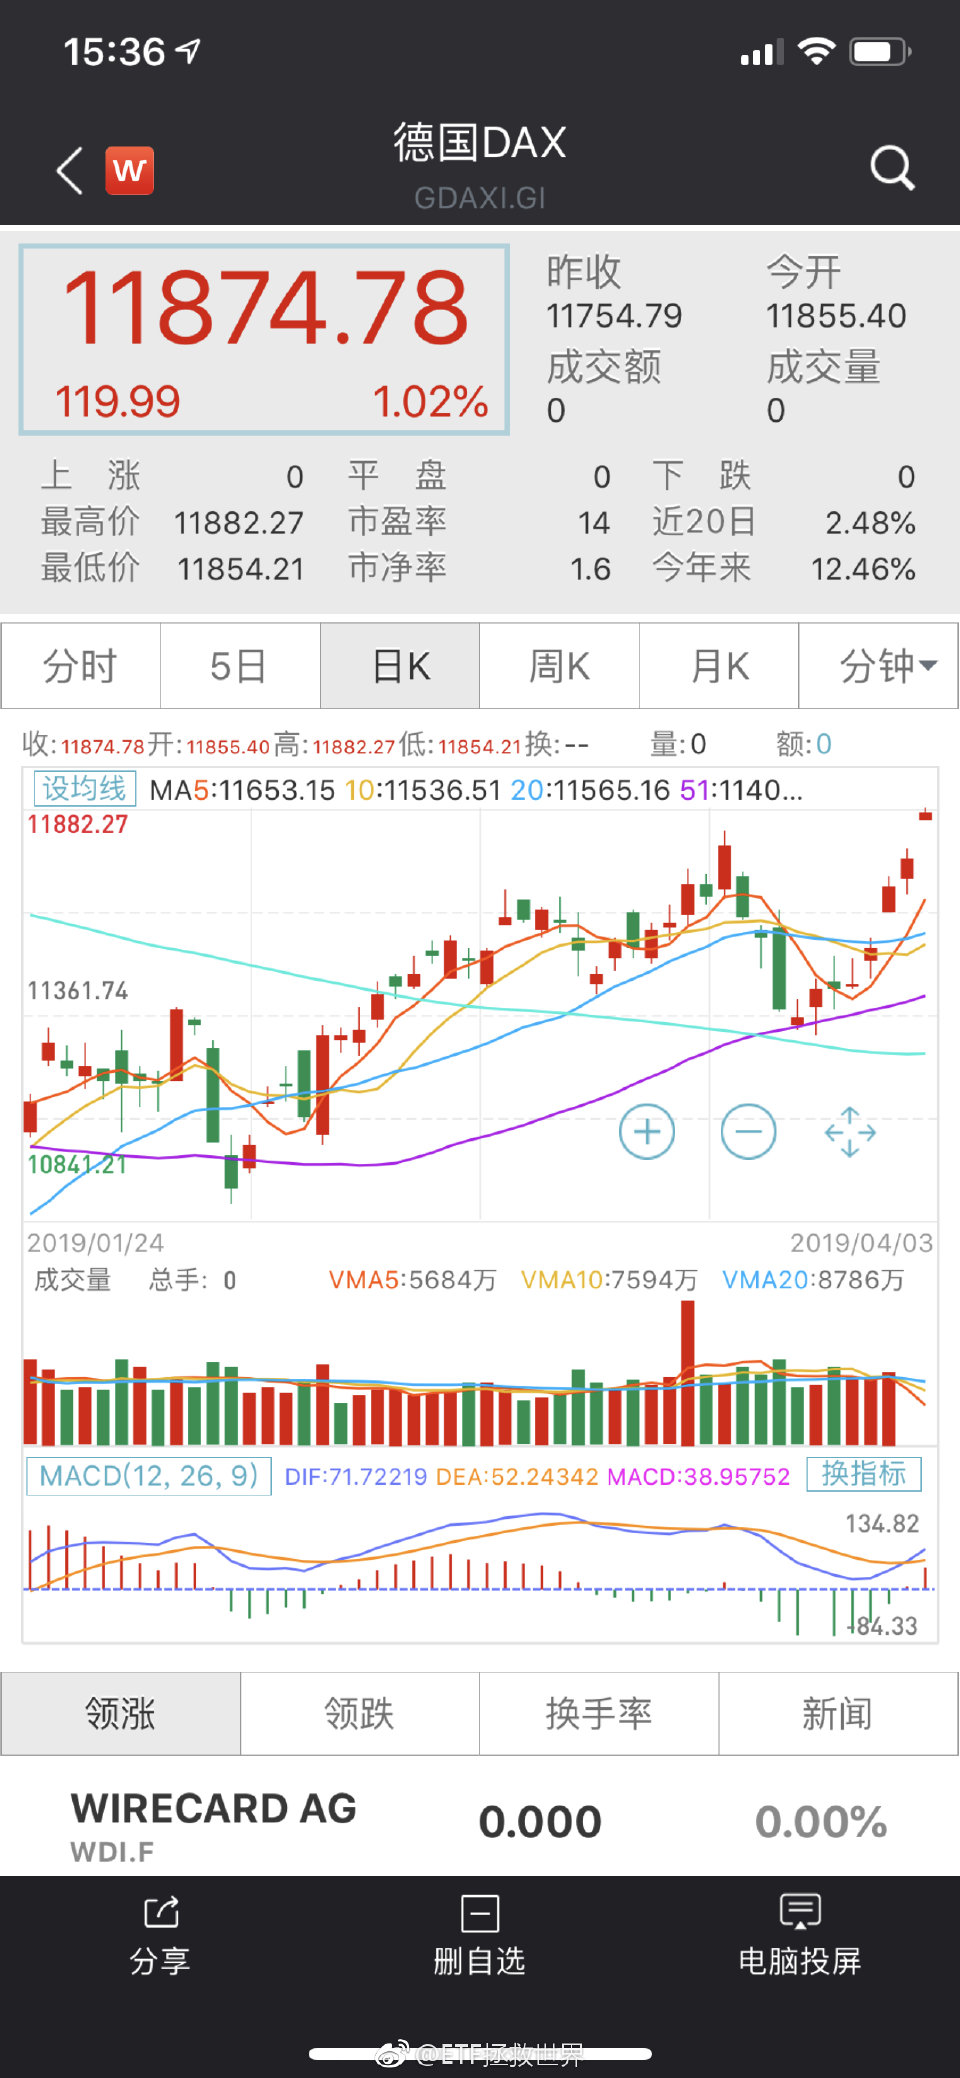 15:36
W
德国DAX
GDAXI.GI
11874.78
119.99 1.02%
昨收 今开
11754.79 11855.40
成交额 成交量
0 0
上涨 0 平盘 0 下跌 0
最高价 11882.27 市盈率 14 近20日 2.48%
最低价 11854.21 市净率 1.6 今年来 12.46%
分时 5日 日K 周K 月K 分钟
收:11874.78开:11855.40高:11882.27低:11854.21换:-- 量:0 额:0
设均线 MA5:11653.15 10:11536.51 20:11565.16 51:1140...
11882.27
11361.74
10841.21
2019/01/24 2019/04/03
成交量 总手: 0 VMA5:5684万 VMA10:7594万 VMA20:8786万
MACD(12, 26, 9) DIF:71.72219 DEA:52.24342 MACD:38.95752 换指标
134.82
-84.33
领涨 领跌 换手率 新闻
WIRECARD AG 0.000 0.00%
WDI.F
分享 删自选 电脑投屏
@ETF拯救世界